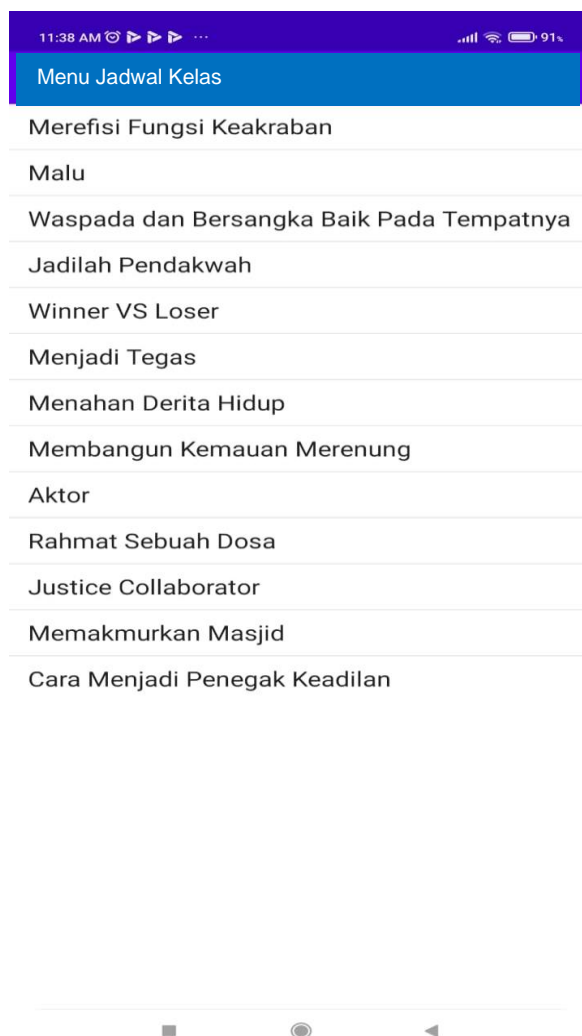 11:38 AM ... 91%
Menu Jadwal Kelas
Merefisi Fungsi Keakraban
Malu
Waspada dan Bersangka Baik Pada Tempatnya
Jadilah Pendakwah
Winner VS Loser
Menjadi Tegas
Menahan Derita Hidup
Membangun Kemauan Merenung
Aktor
Rahmat Sebuah Dosa
Justice Collaborator
Memakmurkan Masjid
Cara Menjadi Penegak Keadilan